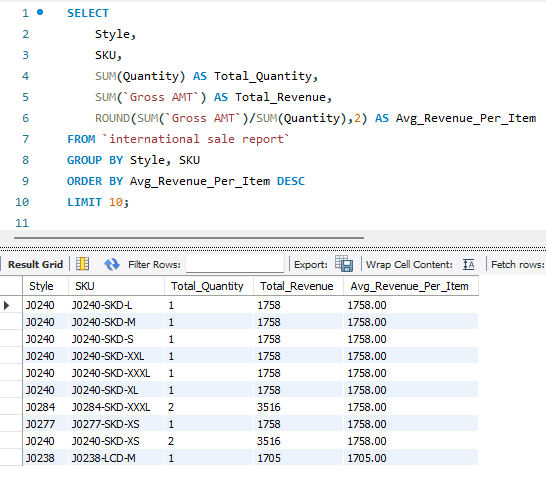 1 SELECT
2 Style,
3 SKU,
4 SUM(Quantity) AS Total_Quantity,
5 SUM(`Gross AMT`) AS Total_Revenue,
6 ROUND(SUM(`Gross AMT`)/SUM(Quantity),2) AS Avg_Revenue_Per_Item
7 FROM `international sale report`
8 GROUP BY Style, SKU
9 ORDER BY Avg_Revenue_Per_Item DESC
10 LIMIT 10;
11
Result Grid Filter Rows: Export: Wrap Cell Content: Fetch rows:
Style SKU Total_Quantity Total_Revenue Avg_Revenue_Per_Item
J0240 J0240-SKD-L 1 1758 1758.00
J0240 J0240-SKD-M 1 1758 1758.00
J0240 J0240-SKD-S 1 1758 1758.00
J0240 J0240-SKD-XXL 1 1758 1758.00
J0240 J0240-SKD-XXXL 1 1758 1758.00
J0240 J0240-SKD-XL 1 1758 1758.00
J0284 J0284-SKD-XXXL 2 3516 1758.00
J0277 J0277-SKD-XS 1 1758 1758.00
J0240 J0240-SKD-XS 2 3516 1758.00
J0238 J0238-LCD-M 1 1705 1705.00